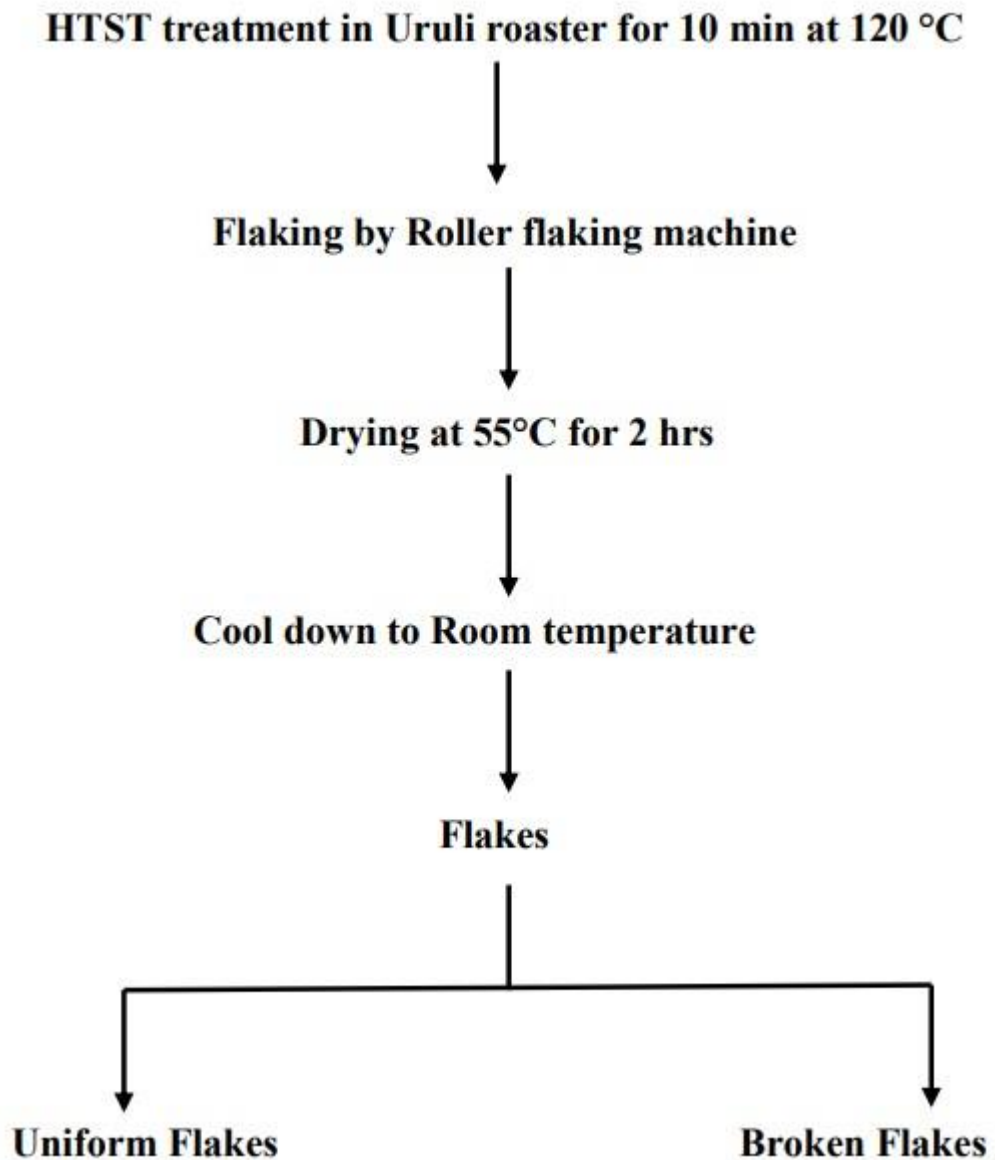 HTST treatment in Uruli roaster for 10 min at 120 °C
Flaking by Roller flaking machine
Drying at 55°C for 2 hrs
Cool down to Room temperature
Flakes
Uniform Flakes
Broken Flakes